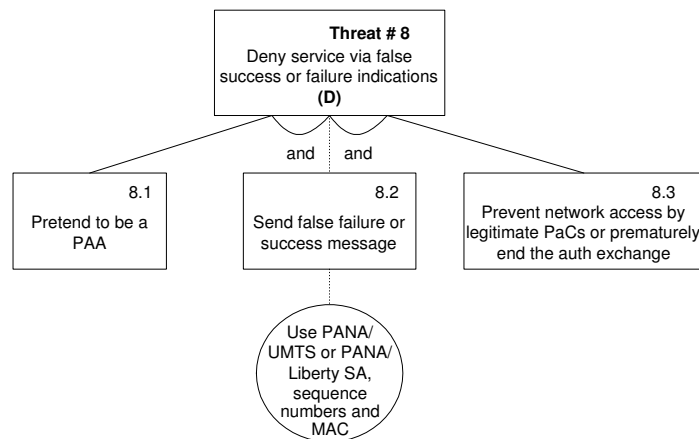 Threat # 8
Deny service via false
success or failure indications
(D)
and and
8.1
Pretend to be a
PAA
8.2
Send false failure or
success message
8.3
Prevent network access by
legitimate PaCs or prematurely
end the auth exchange
Use PANA/
UMTS or PANA/
Liberty SA,
sequence
numbers and
MAC